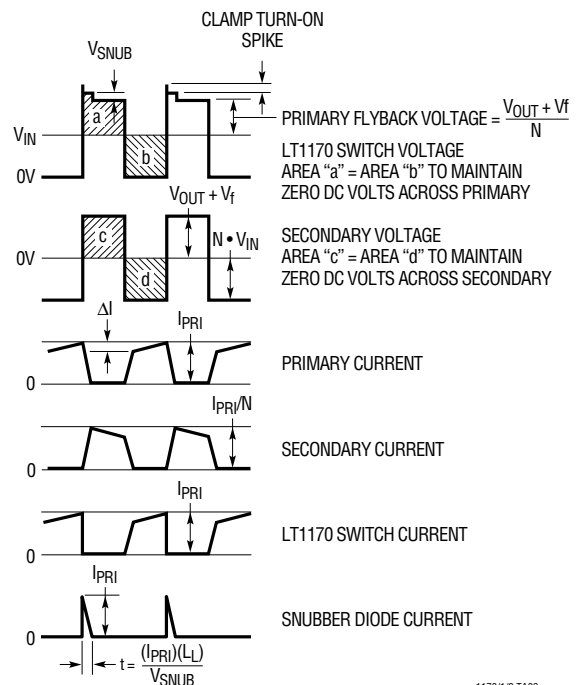 CLAMP TURN-ON
SPIKE
VSNUB
a
b
VIN
0V
PRIMARY FLYBACK VOLTAGE = VOUT + Vf
N
LT1170 SWITCH VOLTAGE
AREA “a” = AREA “b” TO MAINTAIN
ZERO DC VOLTS ACROSS PRIMARY
VOUT + Vf
c
d
0V
N • VIN
SECONDARY VOLTAGE
AREA “c” = AREA “d” TO MAINTAIN
ZERO DC VOLTS ACROSS SECONDARY
∆I
IPRI
0
PRIMARY CURRENT
IPRI/N
0
SECONDARY CURRENT
IPRI
0
LT1170 SWITCH CURRENT
IPRI
0
SNUBBER DIODE CURRENT
t = (IPRI)(LL)
VSNUB